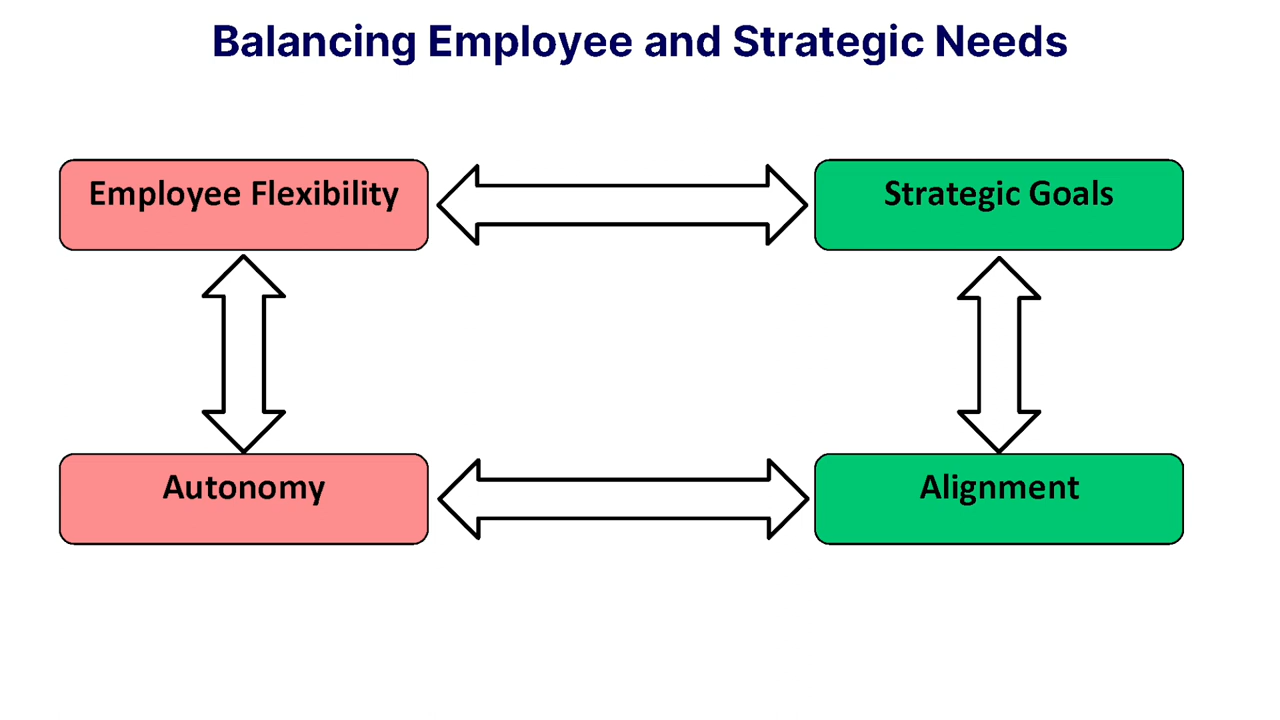 Balancing Employee and Strategic Needs
Employee Flexibility
Strategic Goals
Autonomy
Alignment